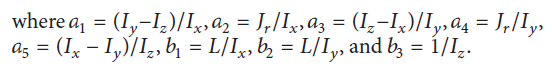 where a₁ = (I_y–I_z)/I_x, a₂ = J_r/I_x, a₃ = (I_z–I_x)/I_y, a₄ = J_r/I_y,
a₅ = (I_x – I_y)/I_z, b₁ = L/I_x, b₂ = L/I_y, and b₃ = 1/I_z.